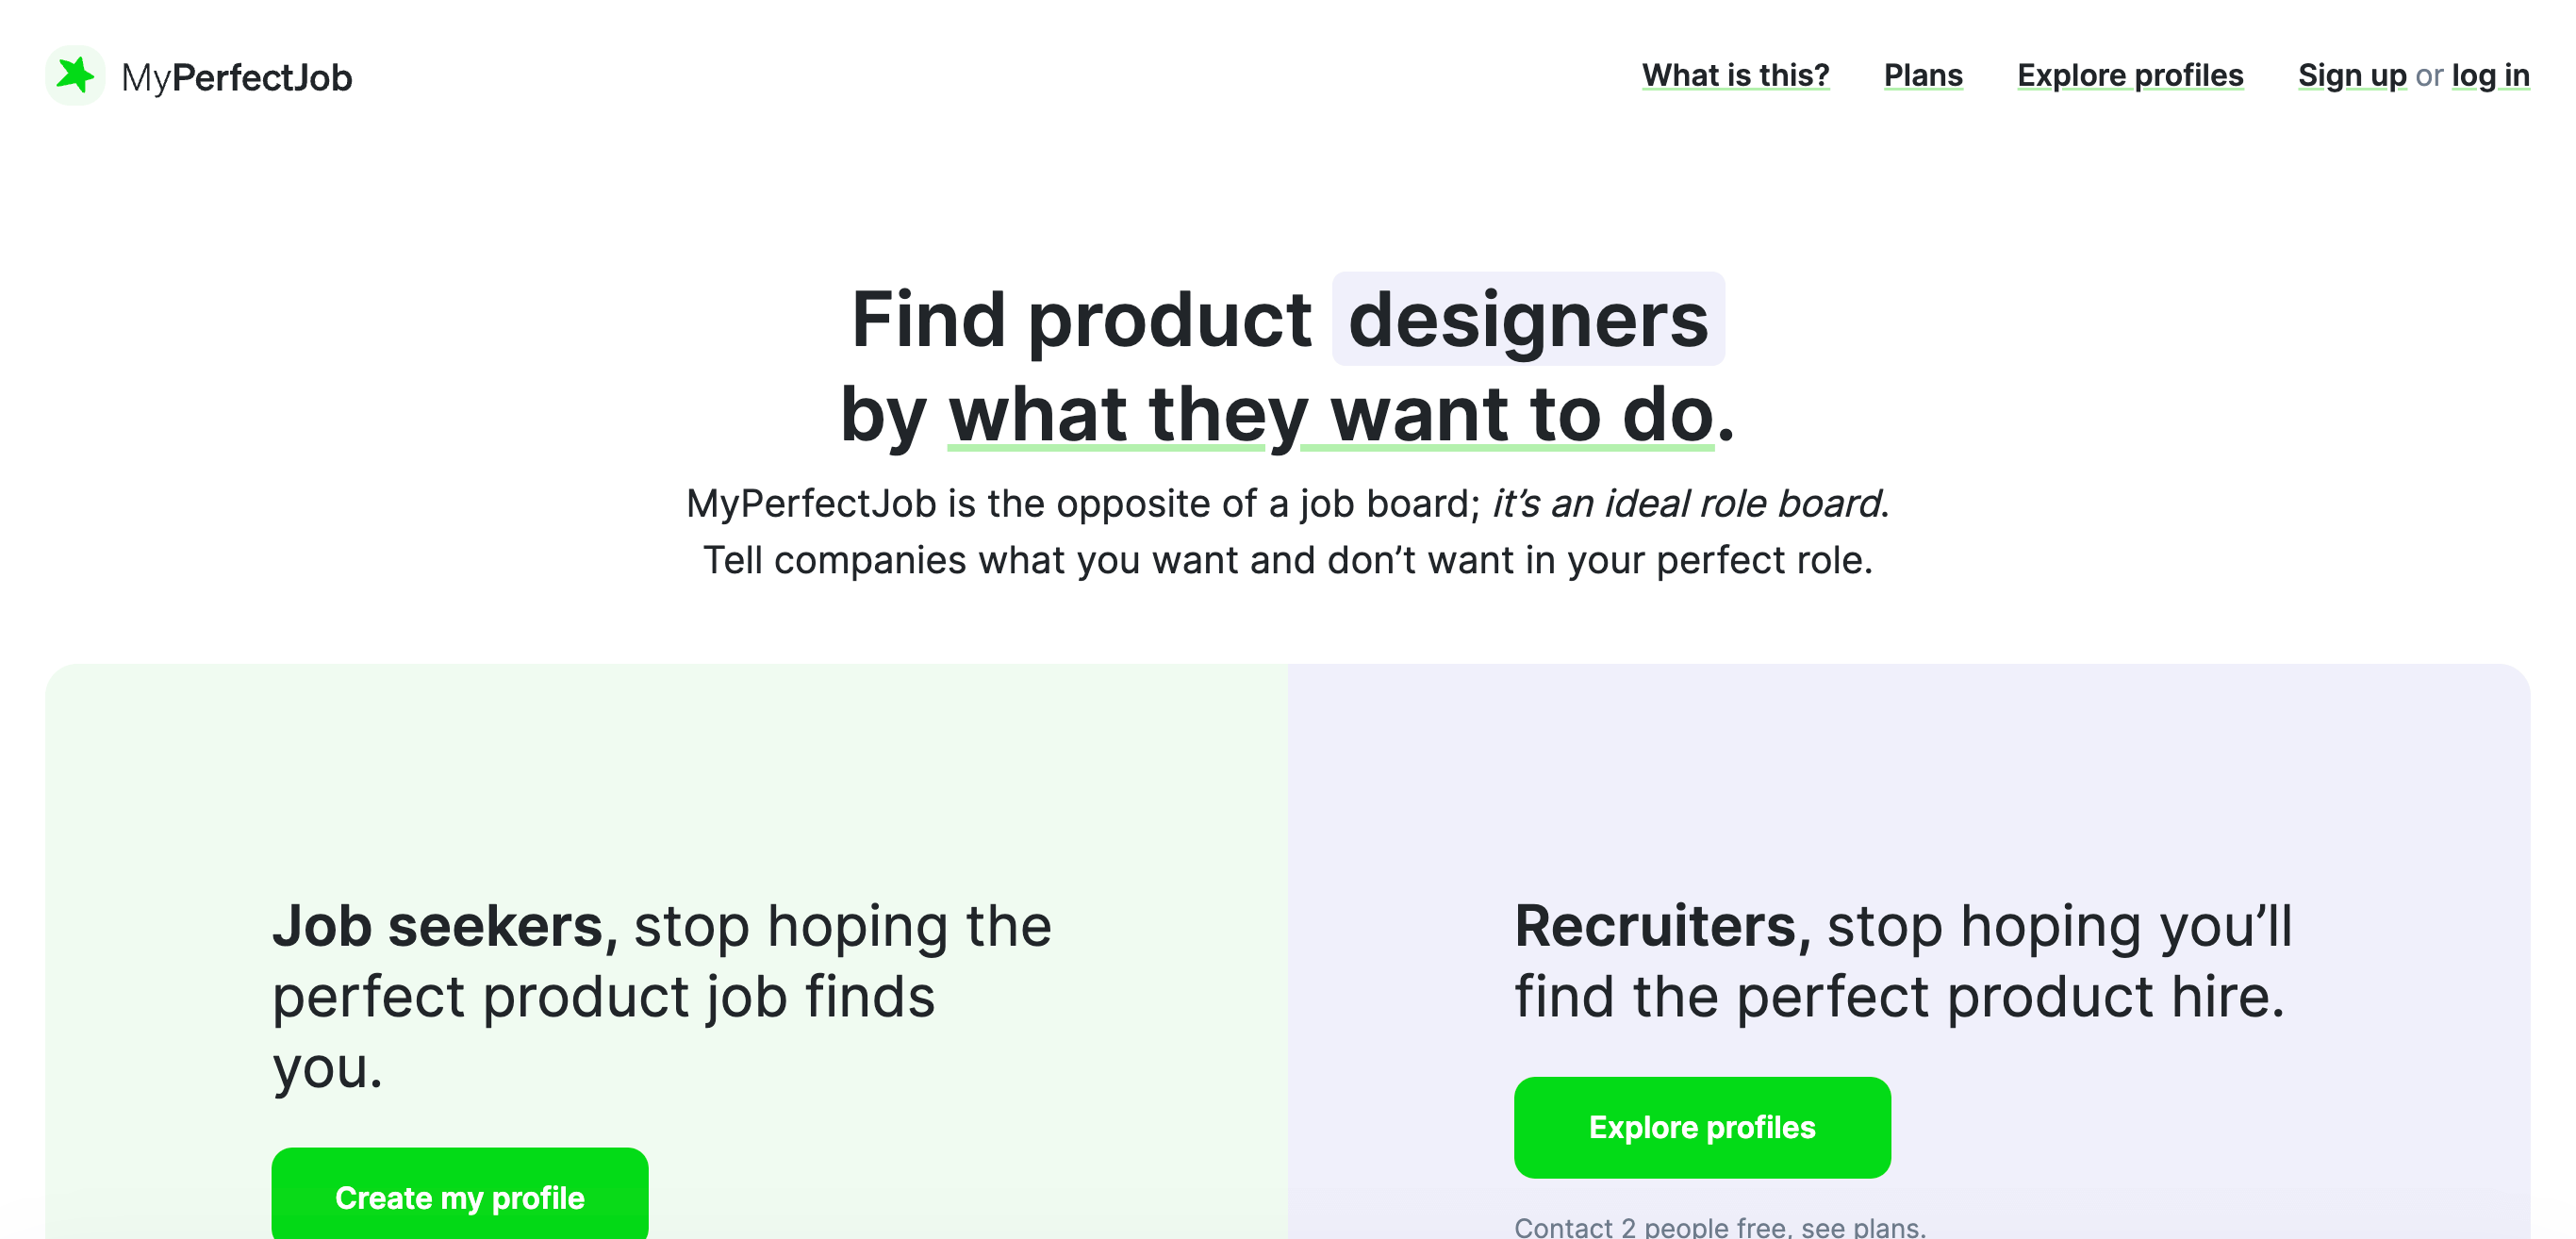 MyPerfectJob
What is this? Plans Explore profiles Sign up or log in
Find product designers
by what they want to do.
MyPerfectJob is the opposite of a job board; it’s an ideal role board.
Tell companies what you want and don’t want in your perfect role.
Job seekers, stop hoping the
perfect product job finds
you.
Create my profile
Recruiters, stop hoping you’ll
find the perfect product hire.
Explore profiles
Contact 2 people free, see plans.